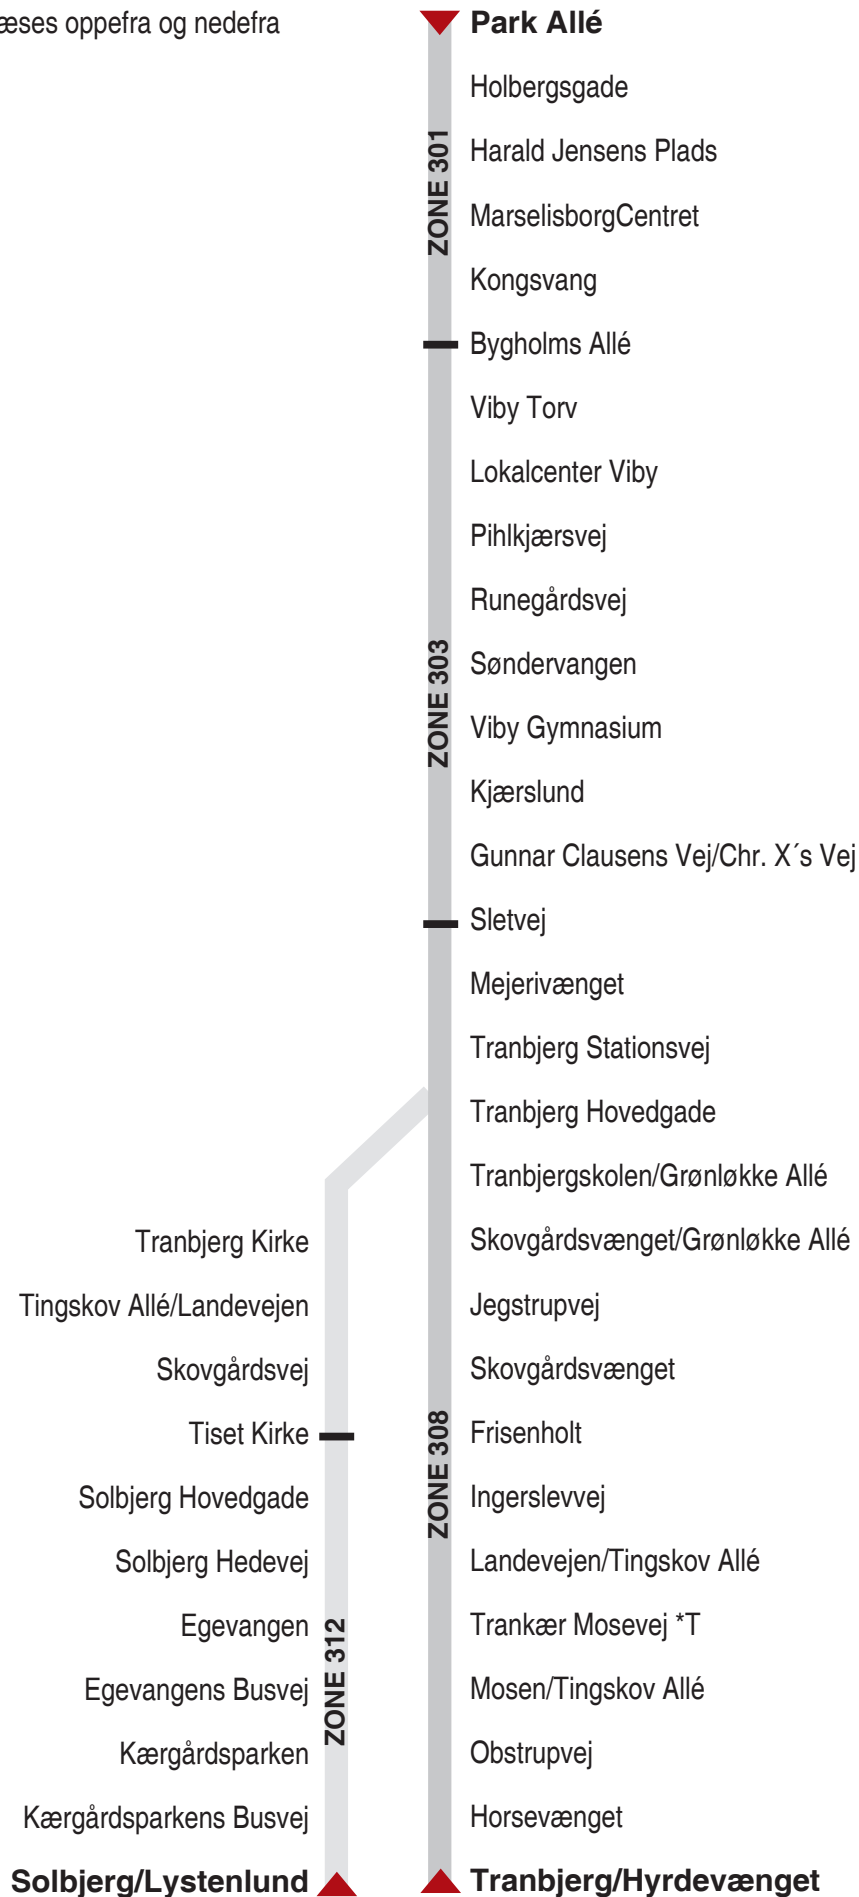 æses oppefra og nedefra
Park Allé
Holbergsgade
ZONE 301
Harald Jensens Plads
MarselisborgCentret
Kongsvang
Bygholms Allé
Viby Torv
Lokalcenter Viby
Pihlkjærsvej
Runegårdsvej
ZONE 303
Søndervangen
Viby Gymnasium
Kjærslund
Gunnar Clausens Vej/Chr. X´s Vej
Sletvej
Mejerivænget
Tranbjerg Stationsvej
Tranbjerg Hovedgade
Tranbjergskolen/Grønløkke Allé
Skovgårdsvænget/Grønløkke Allé
Jegstrupvej
Skovgårdsvænget
ZONE 308
Frisenholt
Ingerslevvej
Landevejen/Tingskov Allé
Trankær Mosevej *T
Mosen/Tingskov Allé
Obstrupvej
Horsevænget
Tranbjerg/Hyrdevænget
Tranbjerg Kirke
Tingskov Allé/Landevejen
Skovgårdsvej
Tiset Kirke
Solbjerg Hovedgade
Solbjerg Hedevej
Egevangen
ZONE 312
Egevangens Busvej
Kærgårdsparken
Kærgårdsparkens Busvej
Solbjerg/Lystenlund